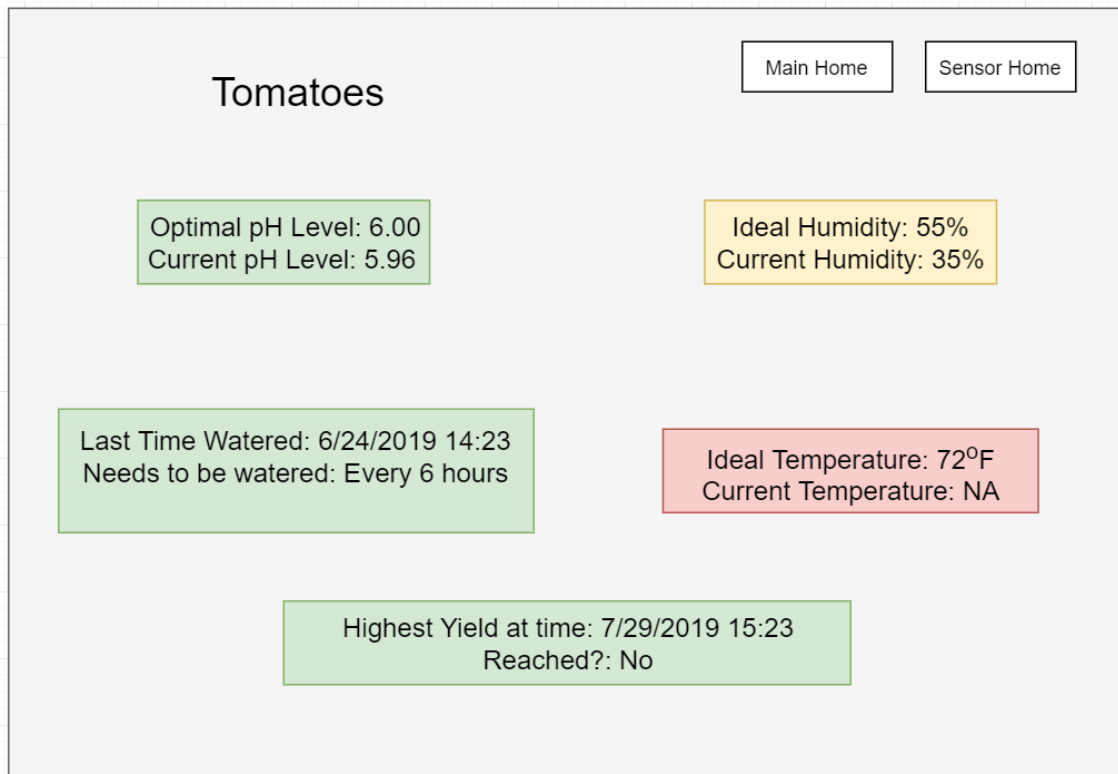 Main Home
Sensor Home
Tomatoes
Optimal pH Level: 6.00
Current pH Level: 5.96
Ideal Humidity: 55%
Current Humidity: 35%
Last Time Watered: 6/24/2019 14:23
Needs to be watered: Every 6 hours
Ideal Temperature: 72⁰F
Current Temperature: NA
Highest Yield at time: 7/29/2019 15:23
Reached?: No